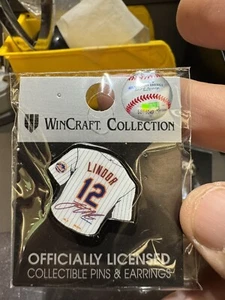 WINCRAFT COLLECTION
LINDOR
12
OFFICIALLY LICENSED
COLLECTIBLE PINS & EARRINGS